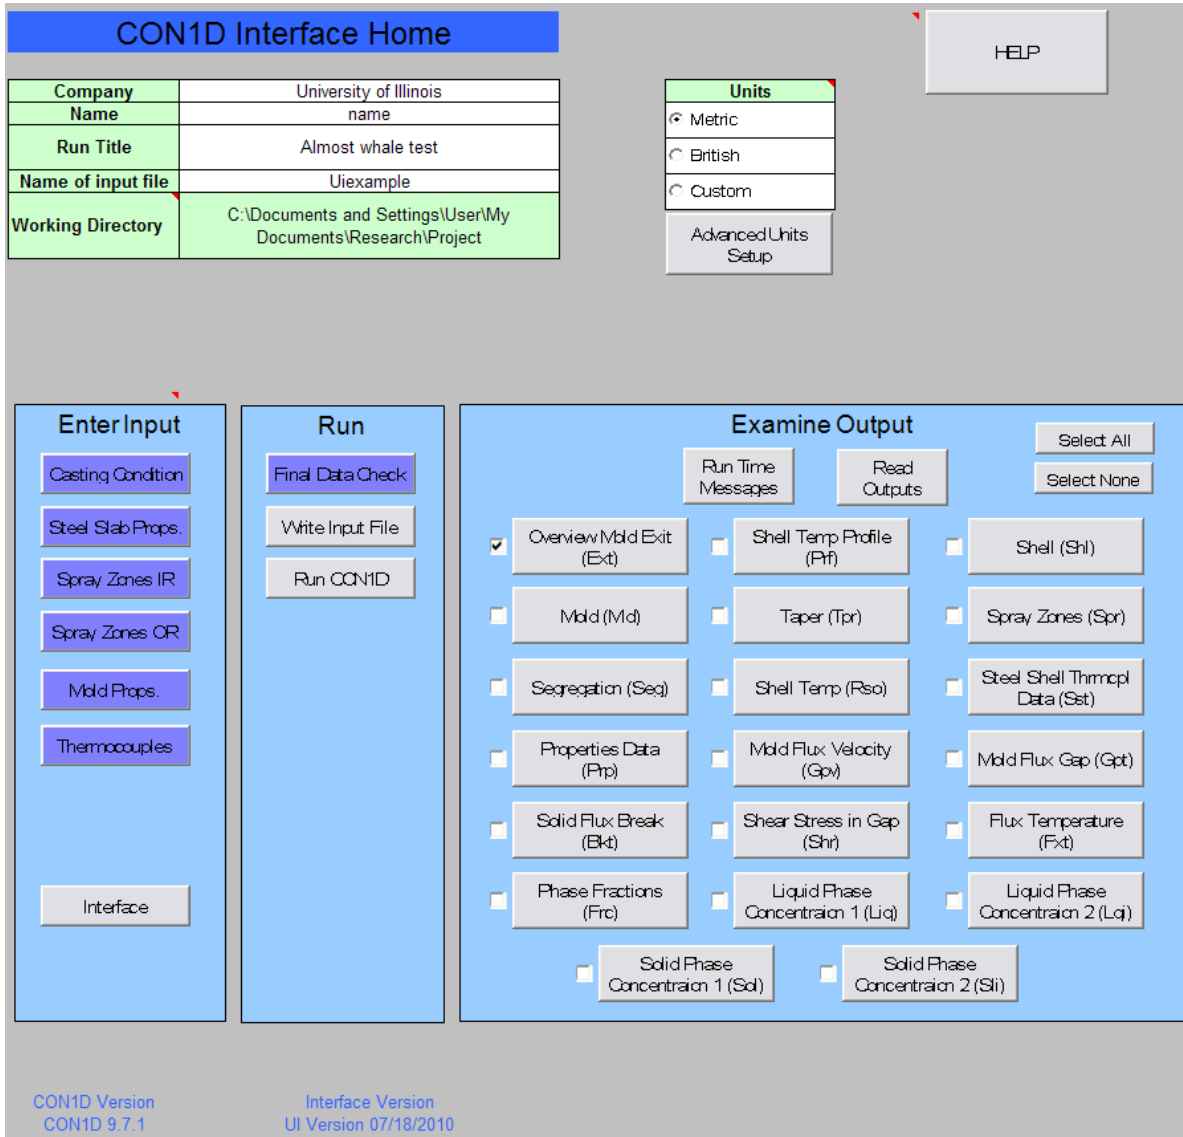 CON1D Interface Home
HELP
Company University of Illinois
Name name
Run Title Almost whale test
Name of input file Uiexample
Working Directory C:\Documents and Settings\User\My
Documents\Research\Project
Units
Metric
British
Custom
Advanced Units
Setup
Enter Input
Casting Condition
Steel Slab Props.
Spray Zones IR
Spray Zones OR
Mold Props.
Thermocouples
Interface
Run
Final Data Check
Write Input File
Run CON1D
Examine Output
Run Time
Messages
Read
Outputs
Select All
Select None
Overview Mold Exit
(Ext)
Shell Temp Profile
(Prf)
Shell (Shl)
Mold (Mld)
Taper (Tpr)
Spray Zones (Spr)
Segregation (Seg)
Shell Temp (Rso)
Steel Shell Thrmcpl
Data (Sst)
Properties Data
(Prp)
Mold Flux Velocity
(Gpv)
Mold Flux Gap (Gpt)
Solid Flux Break
(Bkt)
Shear Stress in Gap
(Shr)
Flux Temperature
(Fxt)
Phase Fractions
(Frc)
Liquid Phase
Concentraion 1 (Liq)
Liquid Phase
Concentraion 2 (Lqi)
Solid Phase
Concentraion 1 (Sol)
Solid Phase
Concentraion 2 (Sli)
CON1D Version
CON1D 9.7.1
Interface Version
UI Version 07/18/2010